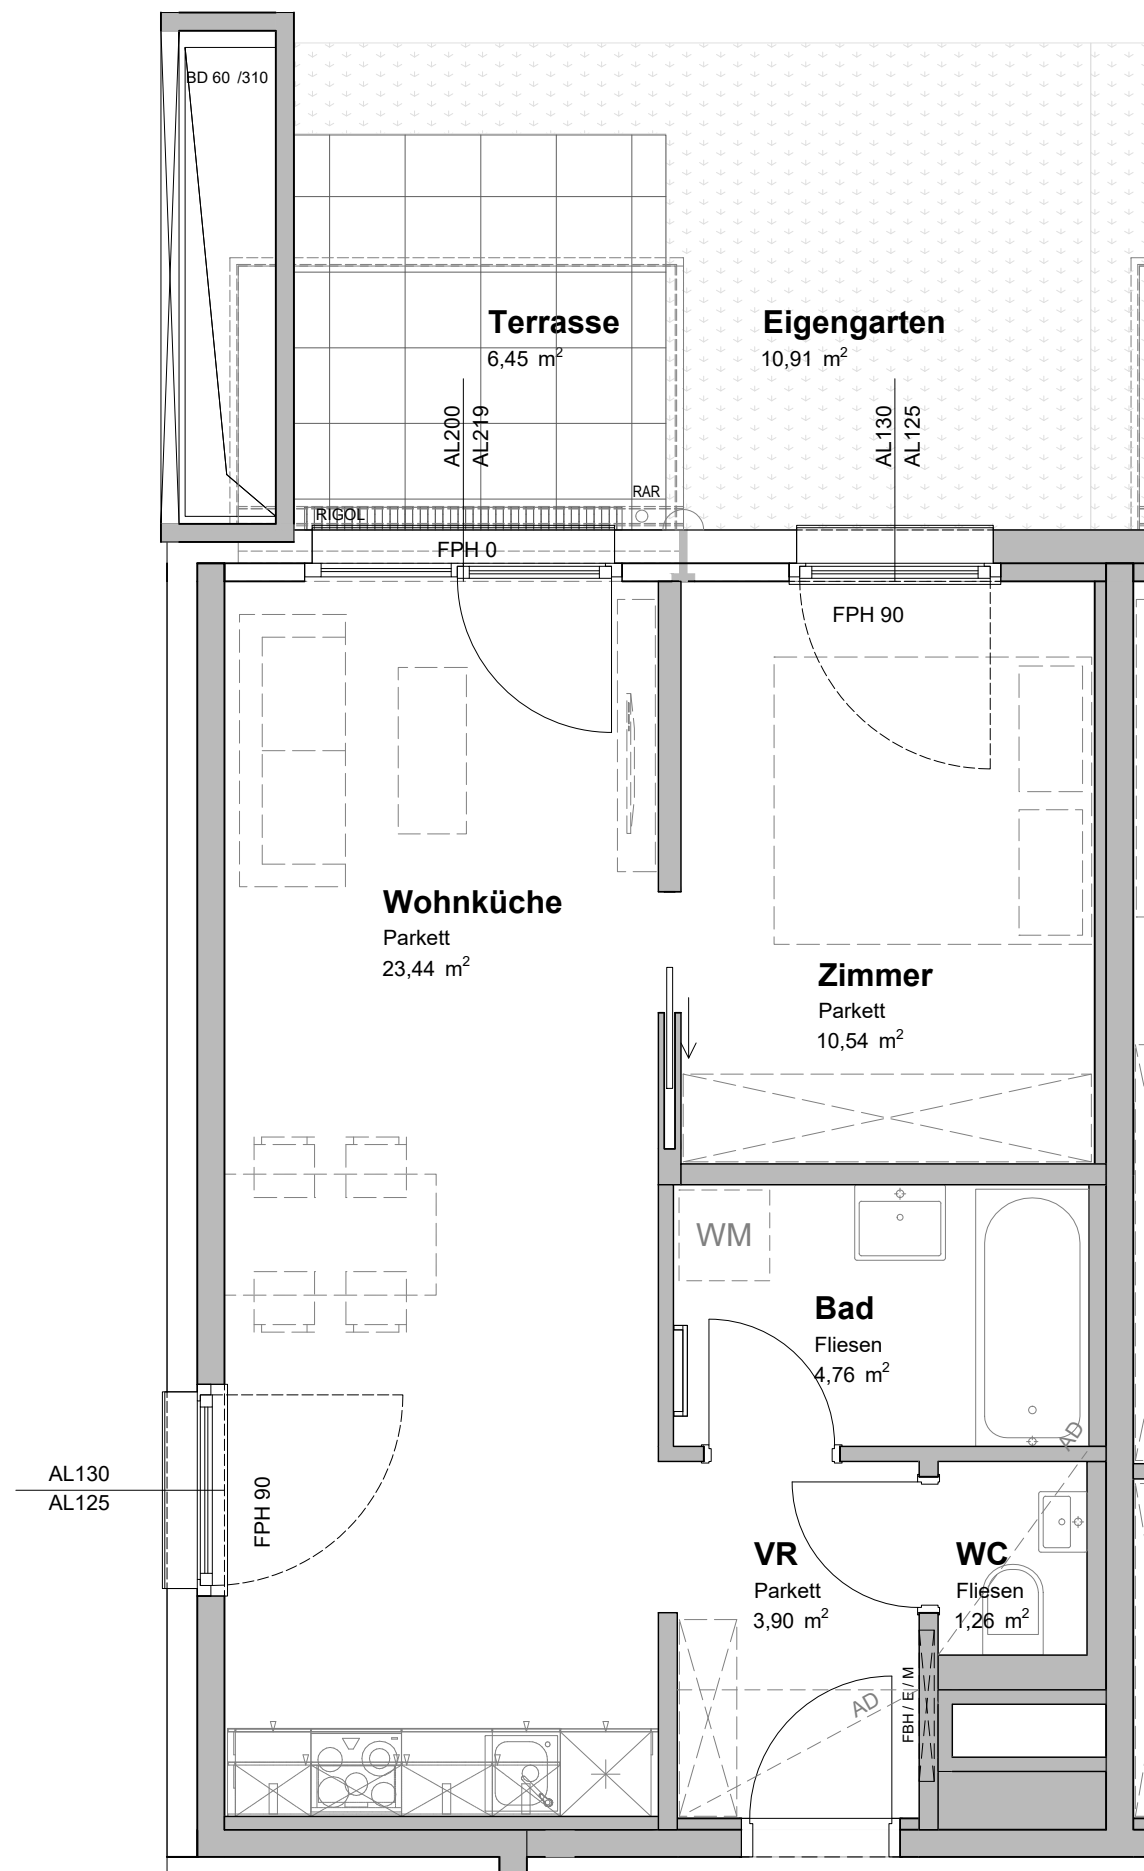 BD 60 /310
Terrasse
6,45 m²
Eigengarten
10,91 m²
AL200
AL219
AL130
AL125
RAR
RIGOL
FPH 0
FPH 90
Wohnküche
Parkett
23,44 m²
Zimmer
Parkett
10,54 m²
WM
Bad
Fliesen
4,76 m²
AD
AL130
AL125
FPH 90
VR
Parkett
3,90 m²
WC
Fliesen
1,26 m²
AD
FBH / E / M